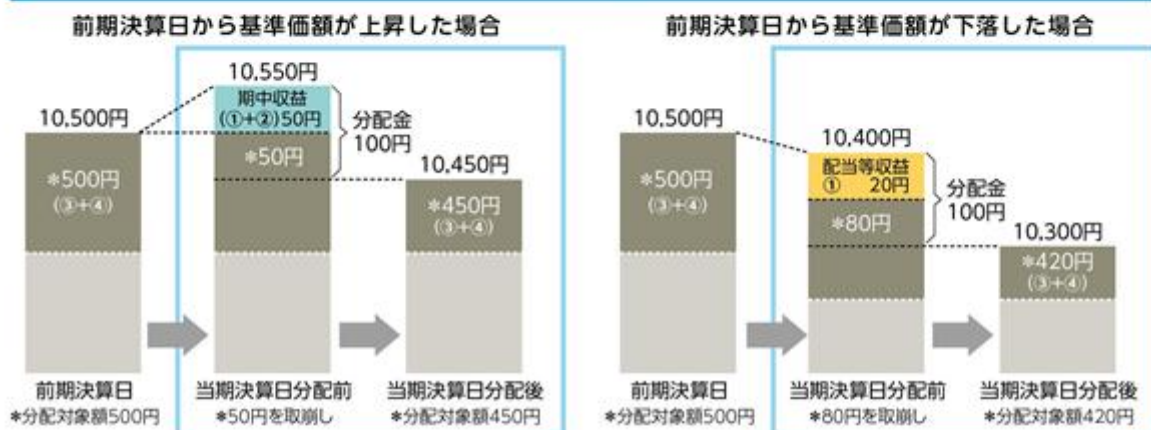 前期決算日から基準価額が上昇した場合
10,500円
*500円
(③+④)
10,550円
期中収益
(①+②)50円
*50円
分配金
100円
10,450円
*450円
(③+④)
前期決算日
*分配対象額500円
当期決算日分配前
*50円を取崩し
当期決算日分配後
*分配対象額450円
前期決算日から基準価額が下落した場合
10,500円
*500円
(③+④)
10,400円
配当等収益
① 20円
*80円
分配金
100円
10,300円
*420円
(③+④)
前期決算日
*分配対象額500円
当期決算日分配前
*80円を取崩し
当期決算日分配後
*分配対象額420円